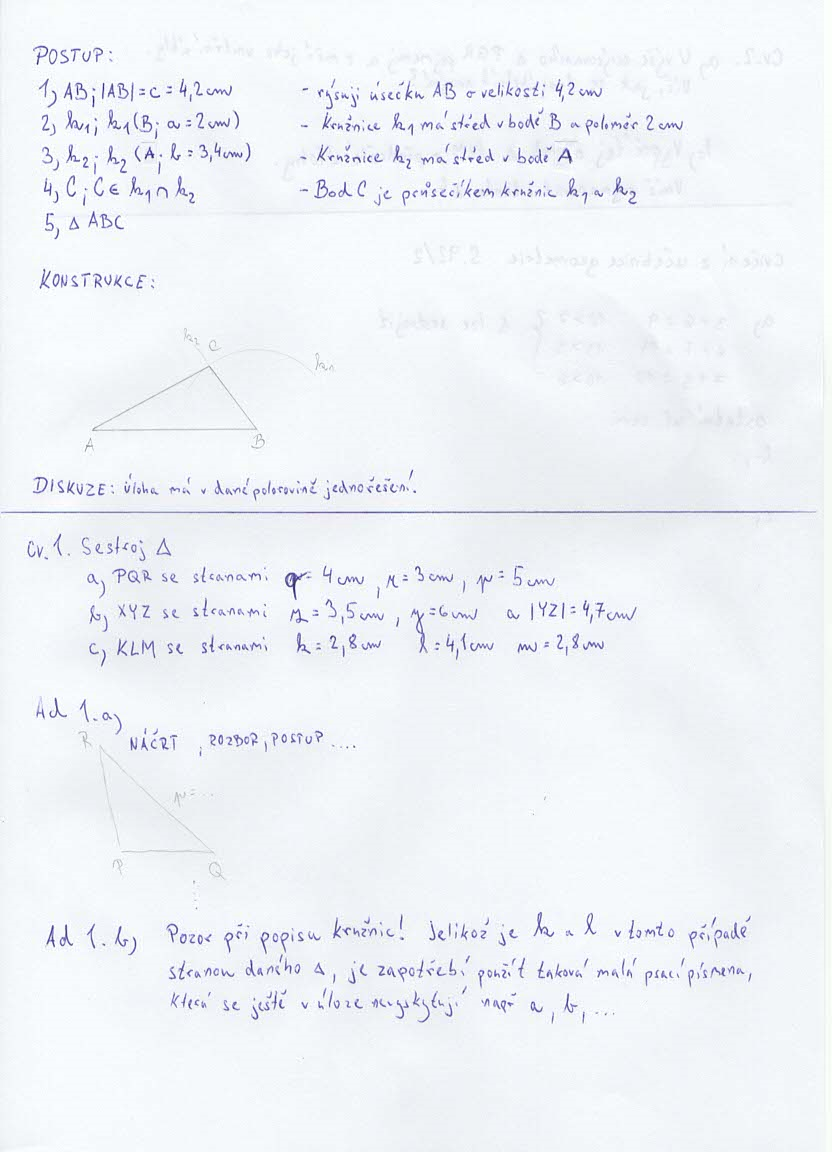 POSTUP:
1, AB; |AB| = c = 4,2 cm - rýsuji úsečku AB o velikosti 4,2 cm
2, k1; k1 (B; a = 2 cm) - Kružnice k1 má střed v bodě B a poloměr 2 cm
3, k2; k2 (A; b = 3,4 cm) - Kružnice k2 má střed v bodě A
4, C; C ∈ k1 ∩ k2 - Bod C je průsečíkem kružnic k1 a k2
5, Δ ABC
KONSTRUKCE:
k2 C
k1
A B
DISKUZE: Úloha má v dané polorovině jedno řešení.
Cv. 1. Sestroj Δ
a, PQR se stranami q = 4 cm, r = 3 cm, p = 5 cm
b, XYZ se stranami z = 3,5 cm, y = 6 cm a |YZ| = 4,7 cm
c, KLM se stranami k = 2,8 cm l = 4,1 cm m = 2,8 cm
Ad 1. a,
R NÁČRT, ROZBOR, POSTUP ....
p = ...
P Q
Ad 1. b) Pozor při popisu kružnic! Jelikož je k a l v tomto případě
stranou daného Δ, je zapotřebí použít taková malá psací písmena,
která se ještě v úloze nevyskytují např a, b, ...